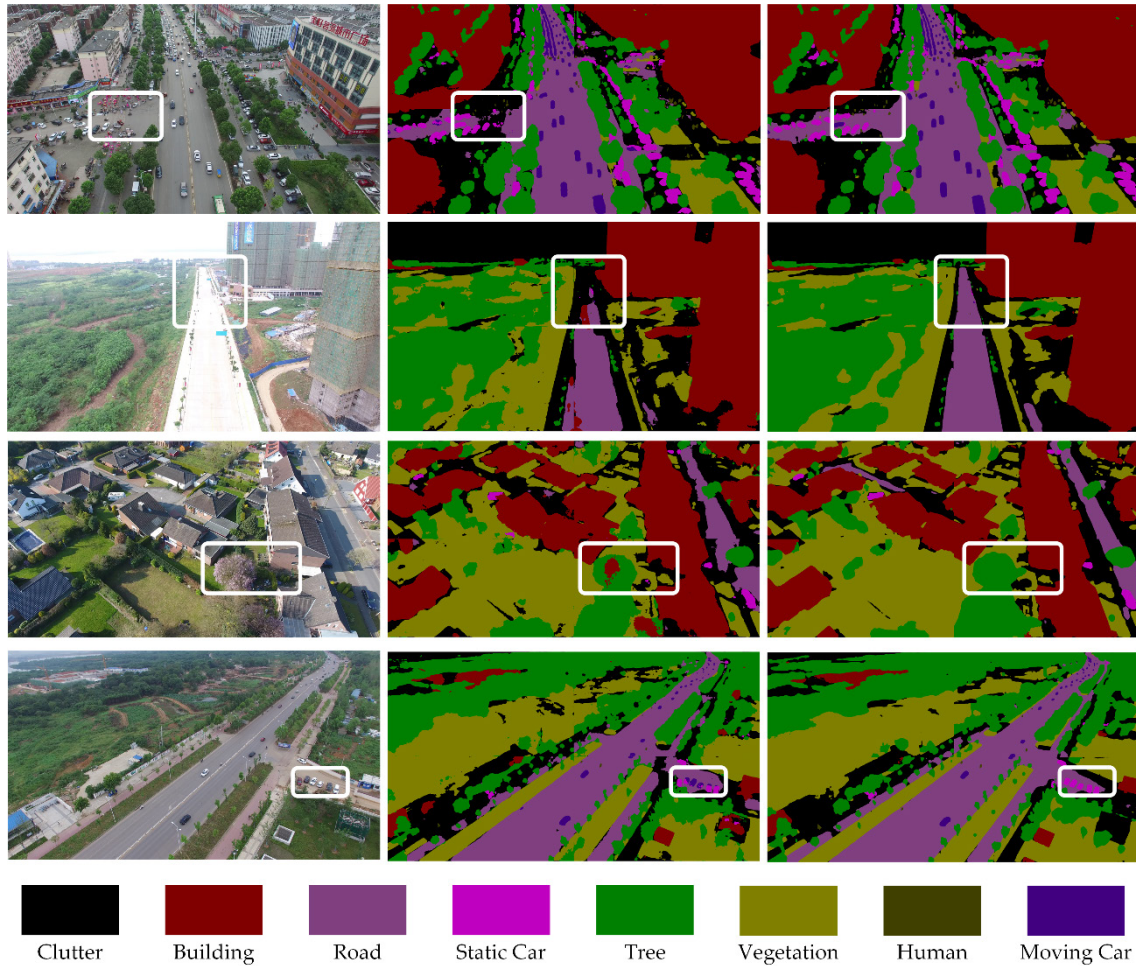 Clutter
Building
Road
Static Car
Tree
Vegetation
Human
Moving Car